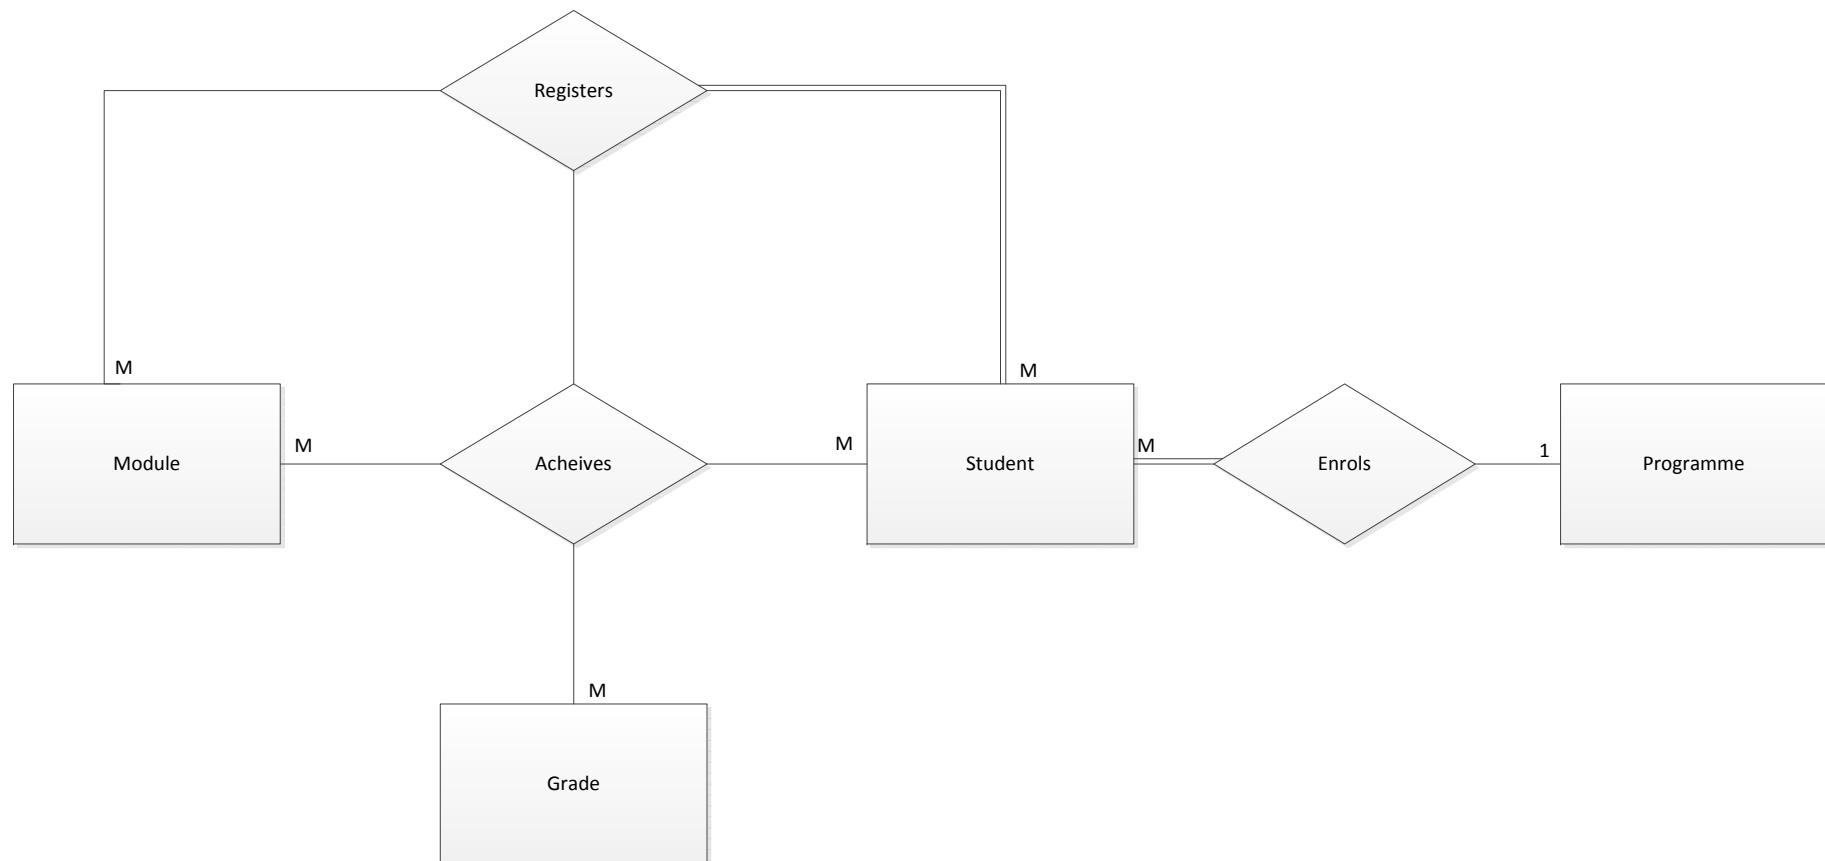 Registers
M
M
Module
M
Acheives
M
Student
M
Enrols
1
Programme
M
Grade